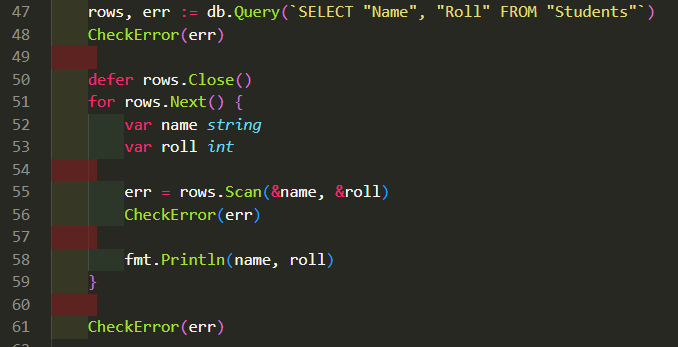 47 rows, err := db.Query(`SELECT "Name", "Roll" FROM "Students"`)
48 CheckError(err)
49
50 defer rows.Close()
51 for rows.Next() {
52 var name string
53 var roll int
54
55 err = rows.Scan(&name, &roll)
56 CheckError(err)
57
58 fmt.Println(name, roll)
59 }
60
61 CheckError(err)